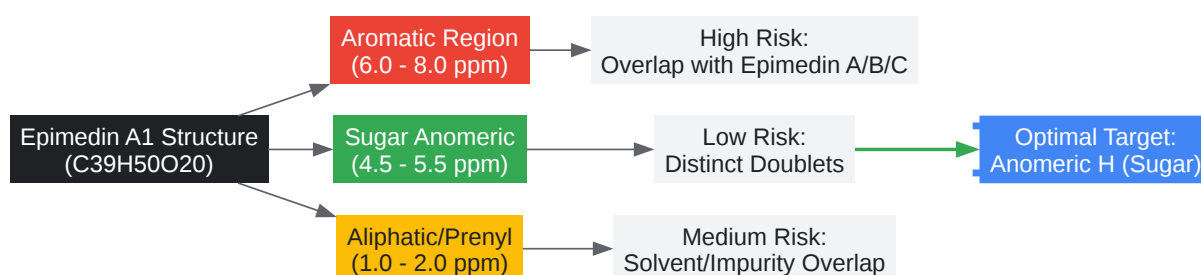 Epimedin A1 Structure
(C39H50O20)
Aromatic Region
(6.0 - 8.0 ppm)
High Risk:
Overlap with Epimedin A/B/C
Sugar Anomeric
(4.5 - 5.5 ppm)
Low Risk:
Distinct Doublets
Optimal Target:
Anomeric H (Sugar)
Aliphatic/Prenyl
(1.0 - 2.0 ppm)
Medium Risk:
Solvent/Impurity Overlap